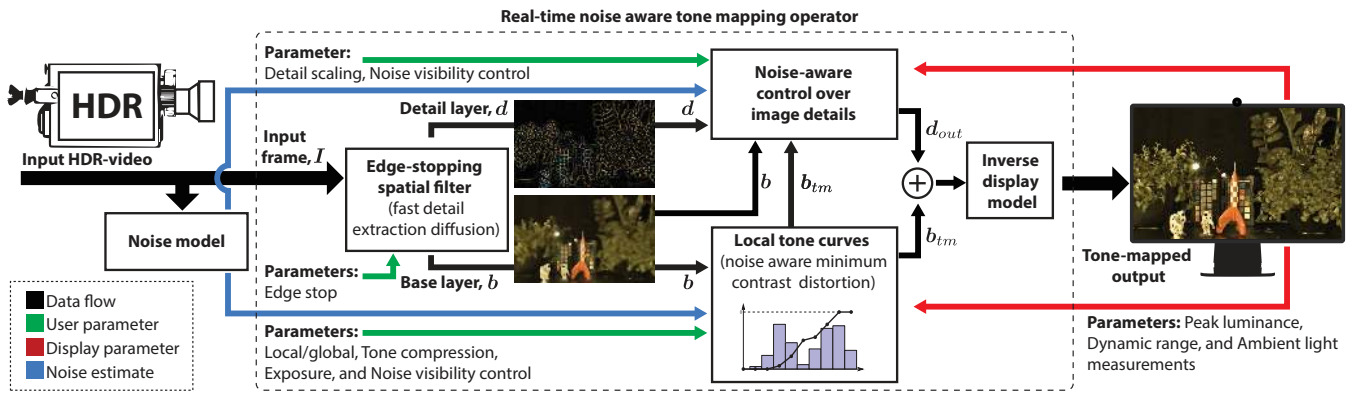 Real-time noise aware tone mapping operator
Parameter:
Detail scaling, Noise visibility control
HDR
Input HDR-video
Noise model
Input
frame, I
Detail layer, d
d
Edge-stopping
spatial filter
(fast detail
extraction diffusion)
Base layer, b
b
Parameters:
Edge stop
Noise-aware
control over
image details
b
b_tm
Local tone curves
(noise aware minimum
contrast distortion)
d_out
+
b_tm
Inverse
display
model
Tone-mapped
output
Data flow
User parameter
Display parameter
Noise estimate
Parameters:
Local/global, Tone compression,
Exposure, and Noise visibility control
Parameters: Peak luminance,
Dynamic range, and Ambient light
measurements